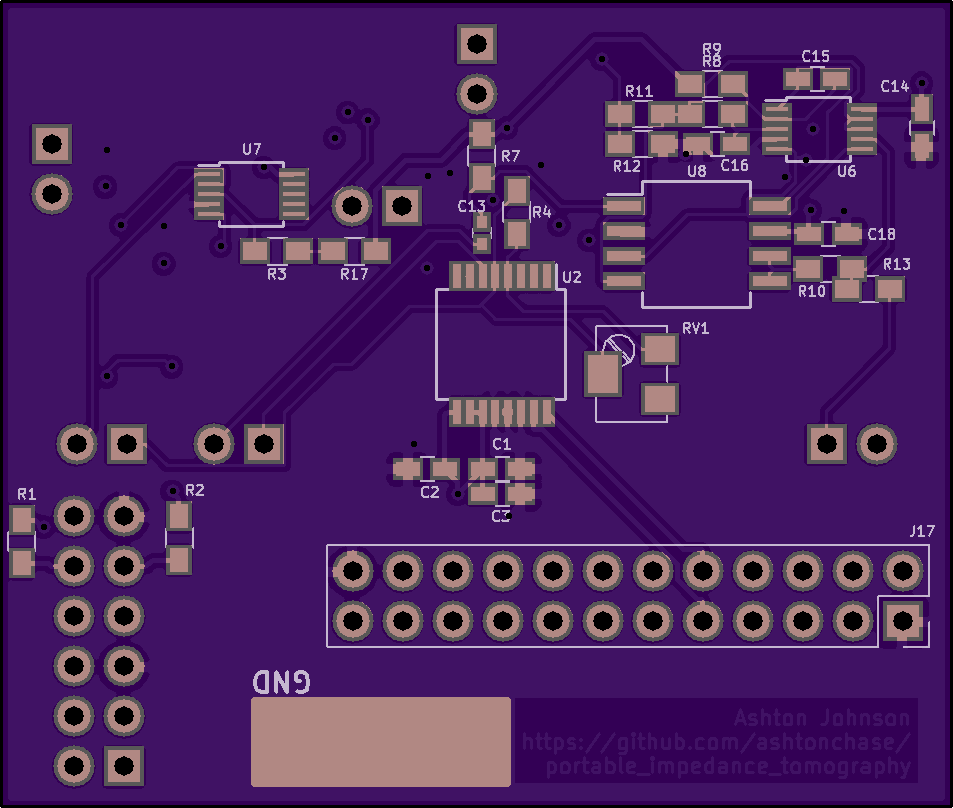 R9
R8
C15
C14
R11
U7
R7
R12
C16
U6
U8
C13
R4
C18
R3
R17
U2
R13
R10
RV1
C1
C2
R1
R2
C3
J17
GND
Ashton Johnson
https://github.com/ashtonchase/
portable_impedance_tomography